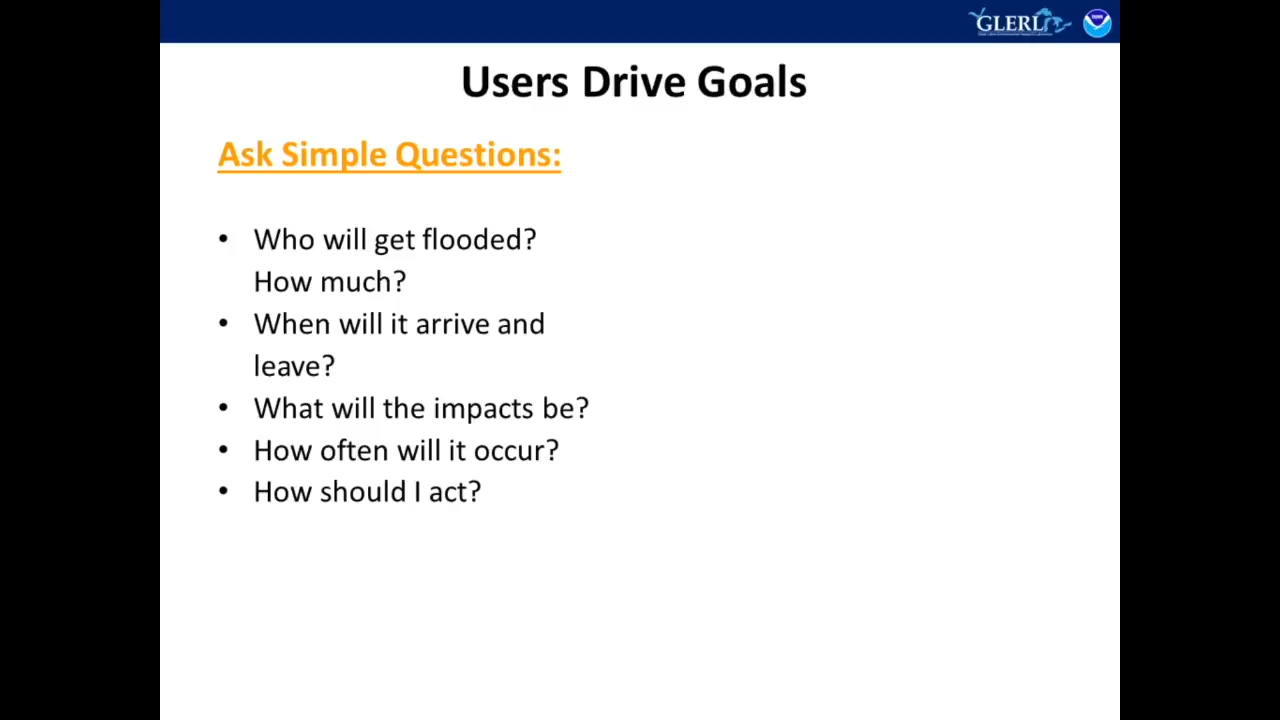 GLERL
Users Drive Goals
Ask Simple Questions:
• Who will get flooded?
How much?
• When will it arrive and
leave?
• What will the impacts be?
• How often will it occur?
• How should I act?